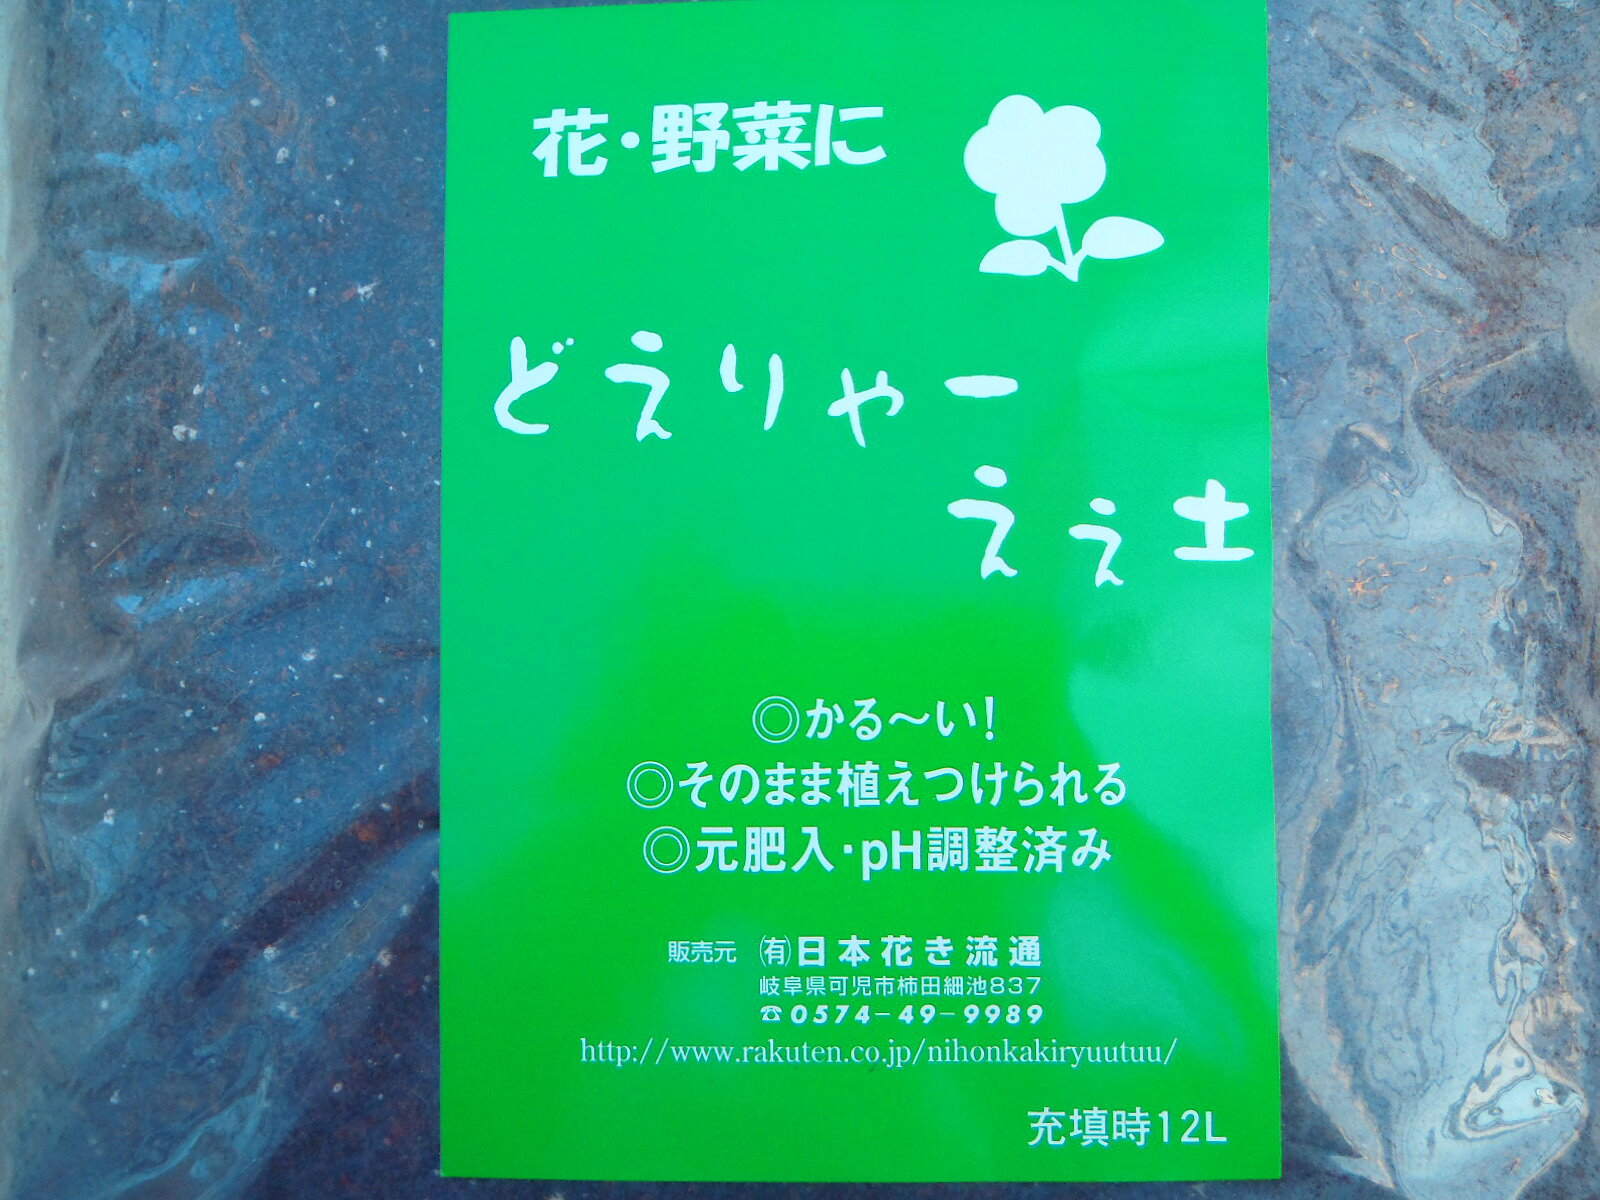 花・野菜に
どえりゃー
えぇ土
◎かる～い!
◎そのまま植えつけられる
◎元肥入・pH調整済み
販売元 ㈲日本花き流通
岐阜県可児市柿田細池837
☎0574-49-9989
http://www.rakuten.co.jp/nihonkakiryuutuu/
充填時12L